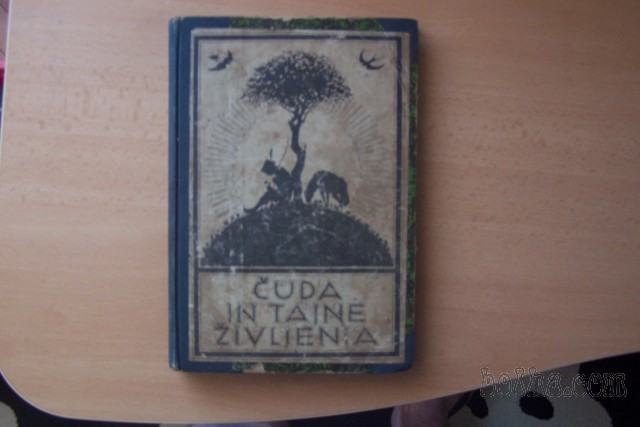 ČUDA
IN TAJNE
ŽIVLJENJA
bolha.com